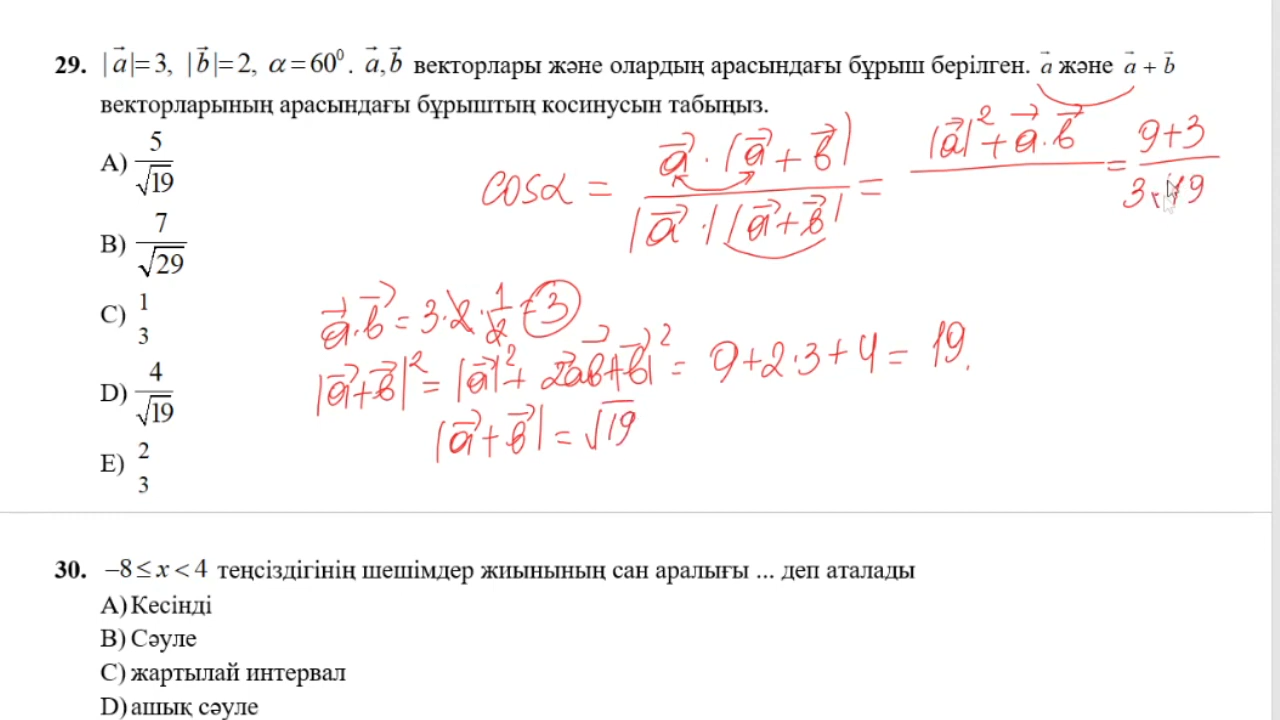 29. |a⃗|=3, |b⃗|=2, α=60⁰. a⃗,b⃗ векторлары және олардың арасындағы бұрыш берілген. a⃗ және a⃗ + b⃗
векторларының арасындағы бұрыштың косинусын табыңыз.
A) 5/√19
B) 7/√29
C) 1 3
D) 4/√19
E) 2 3
cosα = a⃗·(a⃗+b⃗) / |a⃗·||a⃗+b⃗| = |a⃗|²+a⃗·b⃗ / = 9+3 / 3·19
a⃗·b⃗ = 3·2·1/2 = 3
|a⃗+b⃗|² = |a⃗|²+ 2ab+|b⃗|² = 9+2·3+4 = 19.
|a⃗+b⃗| = √19
30. −8≤x<4 теңсіздігінің шешімдер жиынының сан аралығы ... деп аталады
A) Кесінді
B) Сәуле
C) жартылай интервал
D) ашық сәуле